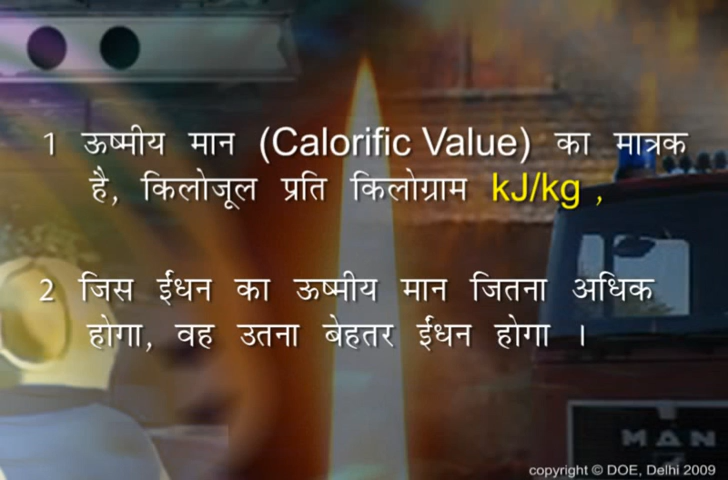 1 ऊष्मीय मान (Calorific Value) का मात्रक
है, किलोजूल प्रति किलोग्राम kJ/kg ,
2 जिस ईंधन का ऊष्मीय मान जितना अधिक
होगा, वह उतना बेहतर ईंधन होगा ।
MAN
copyright © DOE, Delhi 2009